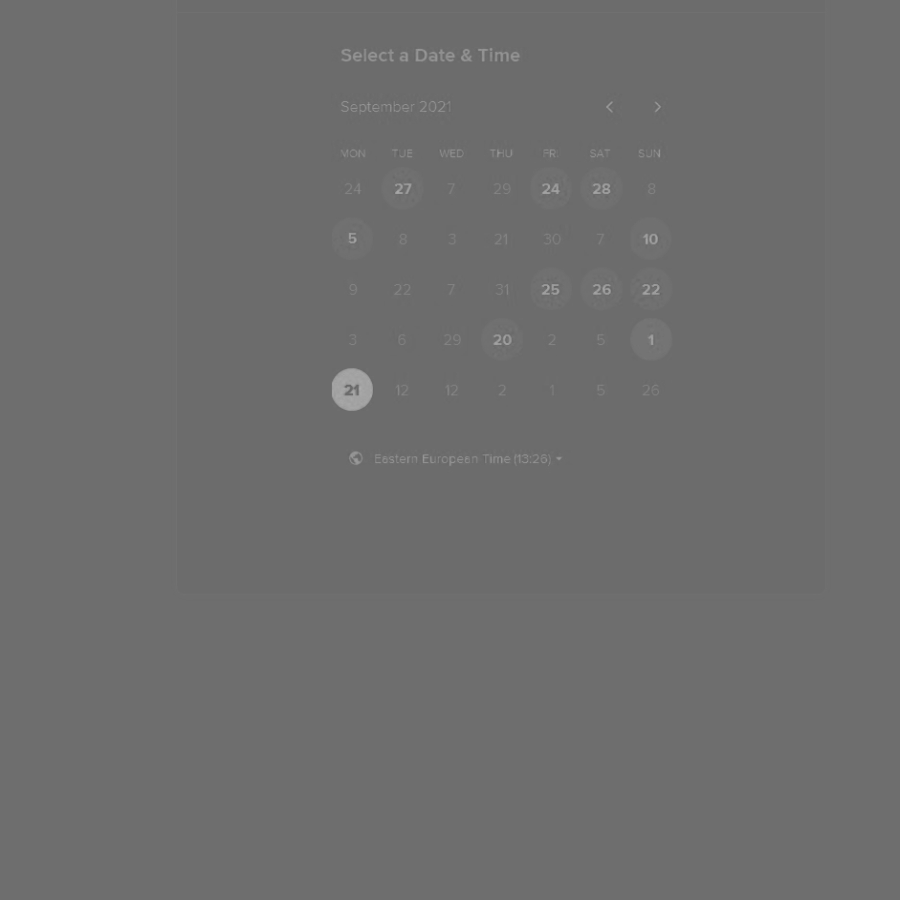 Select a Date & Time
September 2021
MON TUE WED THU FRI SAT SUN
24 27 7 29 24 28 8
5 8 3 21 30 7 10
9 22 7 31 25 26 22
3 6 29 20 2 5 1
21 12 12 2 1 5 26
Eastern European Time (13:26)